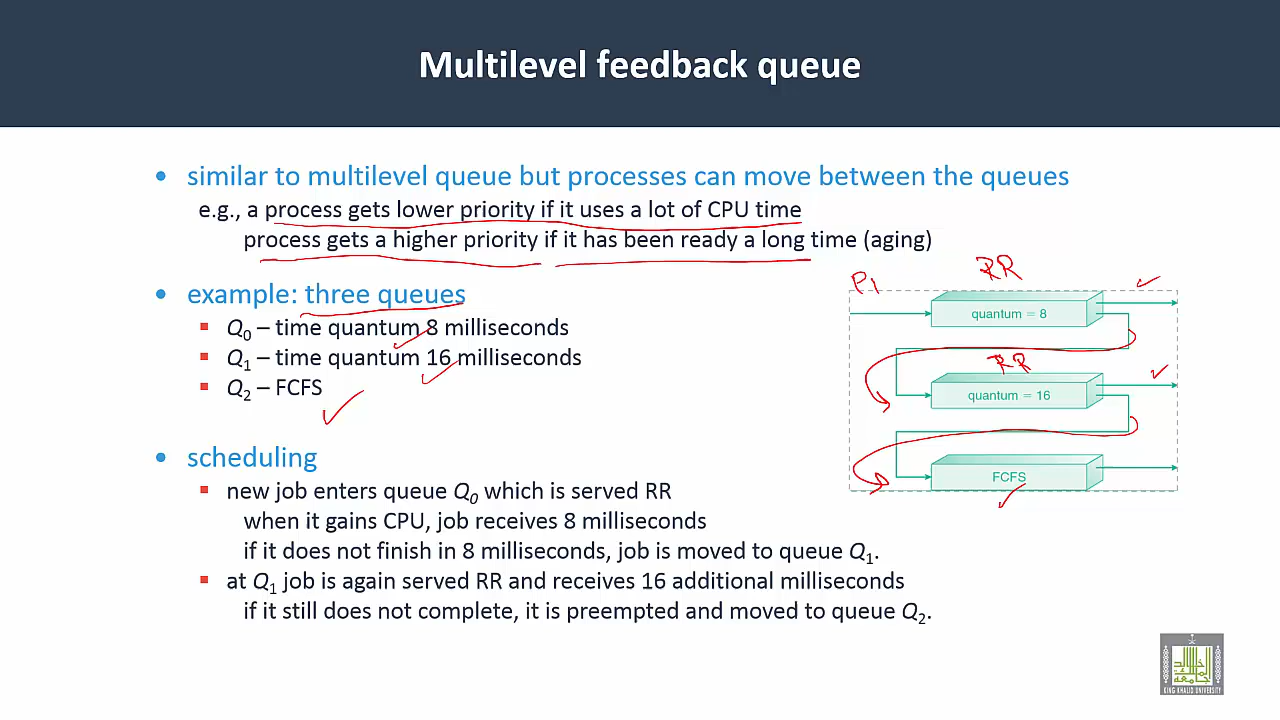 Multilevel feedback queue
• similar to multilevel queue but processes can move between the queues
e.g., a process gets lower priority if it uses a lot of CPU time
process gets a higher priority if it has been ready a long time (aging)
• example: three queues
▪ Q0 – time quantum 8 milliseconds
▪ Q1 – time quantum 16 milliseconds
▪ Q2 – FCFS
P1
RR
quantum = 8
RR
quantum = 16
FCFS
• scheduling
▪ new job enters queue Q0 which is served RR
when it gains CPU, job receives 8 milliseconds
if it does not finish in 8 milliseconds, job is moved to queue Q1.
▪ at Q1 job is again served RR and receives 16 additional milliseconds
if it still does not complete, it is preempted and moved to queue Q2.
KING KHALID UNIVERSITY